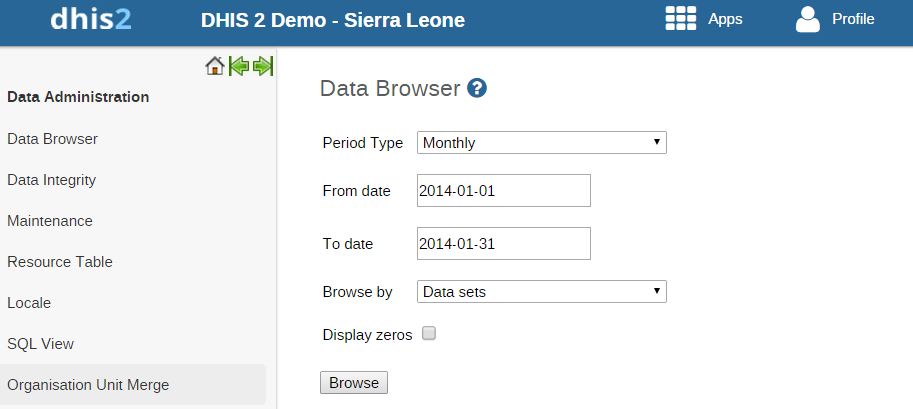 dhis2 DHIS 2 Demo - Sierra Leone Apps Profile
Data Administration
Data Browser
Data Integrity
Maintenance
Resource Table
Locale
SQL View
Organisation Unit Merge
Data Browser ?
Period Type Monthly
From date 2014-01-01
To date 2014-01-31
Browse by Data sets
Display zeros
Browse